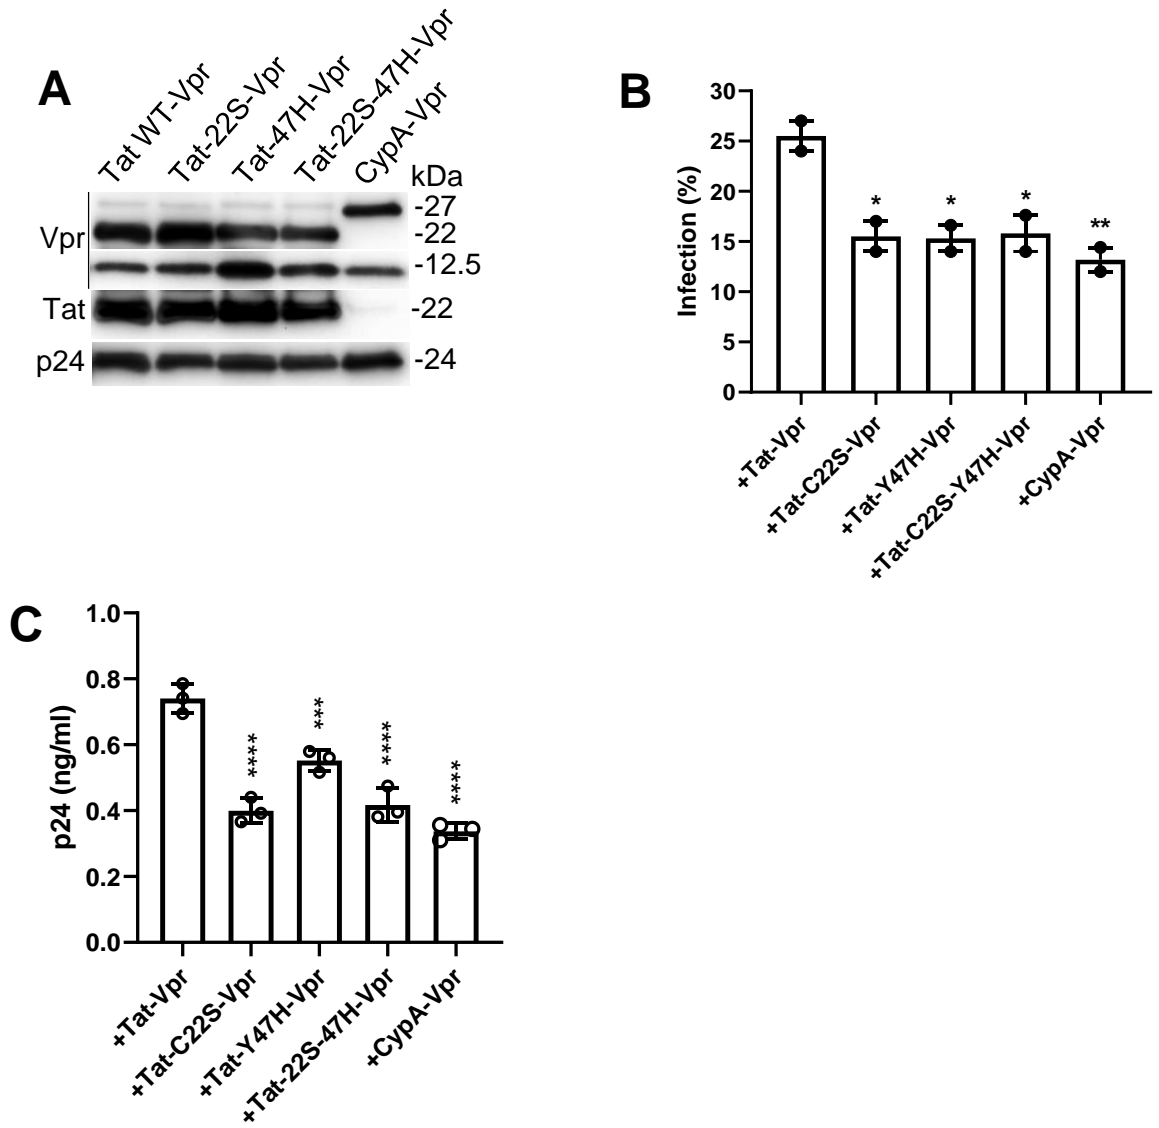 A
Tat WT-Vpr
Tat-22S-Vpr
Tat-47H-Vpr
Tat-22S-47H-Vpr
CypA-Vpr
kDa
-27
Vpr
-22
-12.5
Tat
-22
p24
-24
B
Infection (%)
30
25
20
15
10
5
0
*
*
*
**
+Tat-Vpr
+Tat-C22S-Vpr
+Tat-Y47H-Vpr
+Tat-C22S-Y47H-Vpr
+CypA-Vpr
C
p24 (ng/ml)
1.0
0.8
0.6
0.4
0.2
0.0
****
***
****
****
+Tat-Vpr
+Tat-C22S-Vpr
+Tat-Y47H-Vpr
+Tat-22S-47H-Vpr
+CypA-Vpr